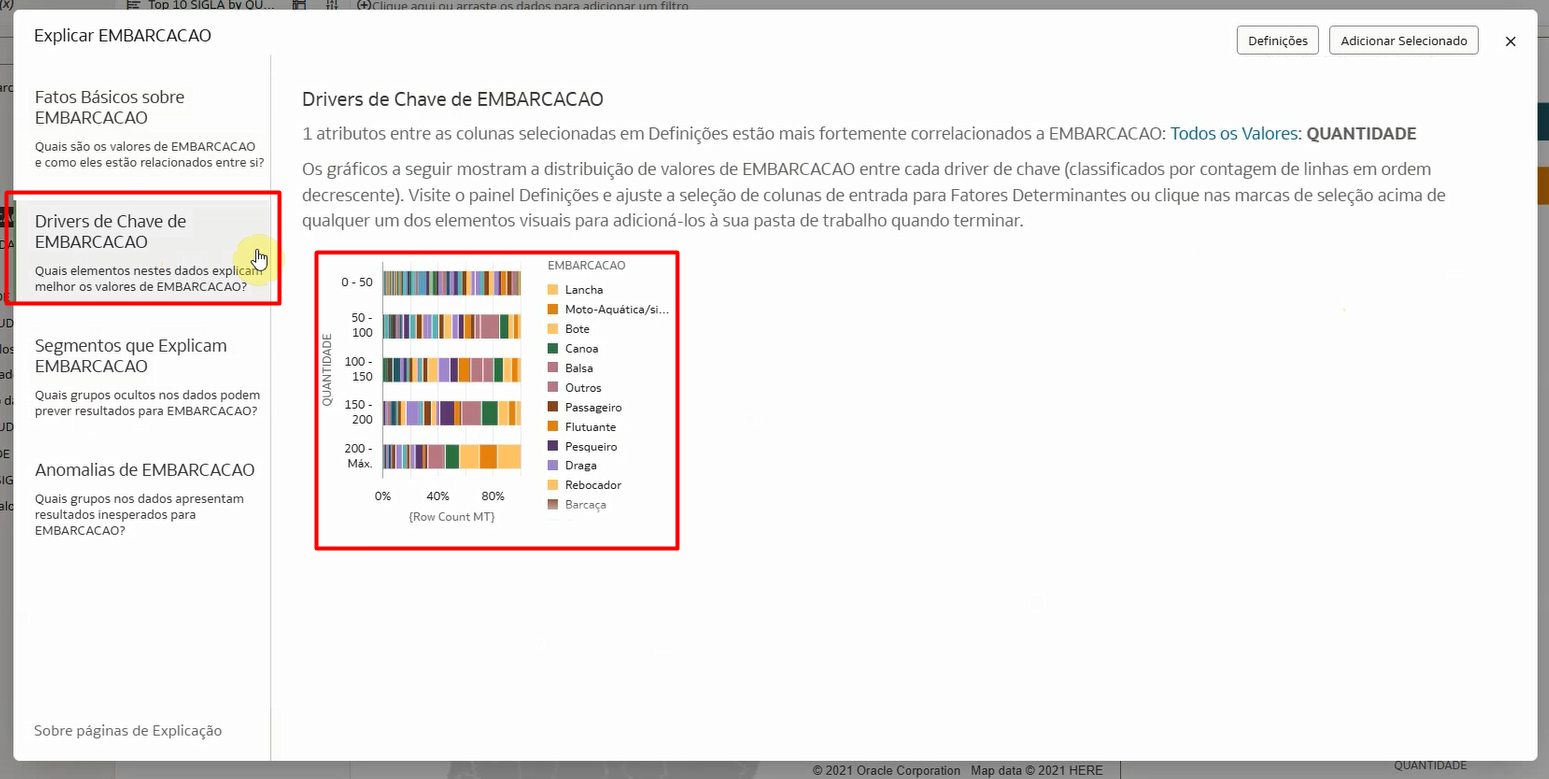 Top 10 SIGLA by QU...
Clique aqui ou arraste os dados para adicionar um filtro
Explicar EMBARCACAO
Definições
Adicionar Selecionado
Fatos Básicos sobre
EMBARCACAO
Quais são os valores de EMBARCACAO
e como eles estão relacionados entre si?
Drivers de Chave de
EMBARCACAO
Quais elementos nestes dados explicam
melhor os valores de EMBARCACAO?
Segmentos que Explicam
EMBARCACAO
Quais grupos ocultos nos dados podem
prever resultados para EMBARCACAO?
Anomalias de EMBARCACAO
Quais grupos nos dados apresentam
resultados inesperados para
EMBARCACAO?
Sobre páginas de Explicação
Drivers de Chave de EMBARCACAO
1 atributos entre as colunas selecionadas em Definições estão mais fortemente correlacionados a EMBARCACAO: Todos os Valores: QUANTIDADE
Os gráficos a seguir mostram a distribuição de valores de EMBARCACAO entre cada driver de chave (classificados por contagem de linhas em ordem
decrescente). Visite o painel Definições e ajuste a seleção de colunas de entrada para Fatores Determinantes ou clique nas marcas de seleção acima de
qualquer um dos elementos visuais para adicioná-los à sua pasta de trabalho quando terminar.
QUANTIDADE
0 - 50
50 -
100
100 -
150
150 -
200
200 -
Máx.
0%
40%
80%
{Row Count MT}
EMBARCACAO
Lancha
Moto-Aquática/si...
Bote
Canoa
Balsa
Outros
Passageiro
Flutuante
Pesqueiro
Draga
Rebocador
Barcaça
© 2021 Oracle Corporation Map data © 2021 HERE
QUANTIDADE